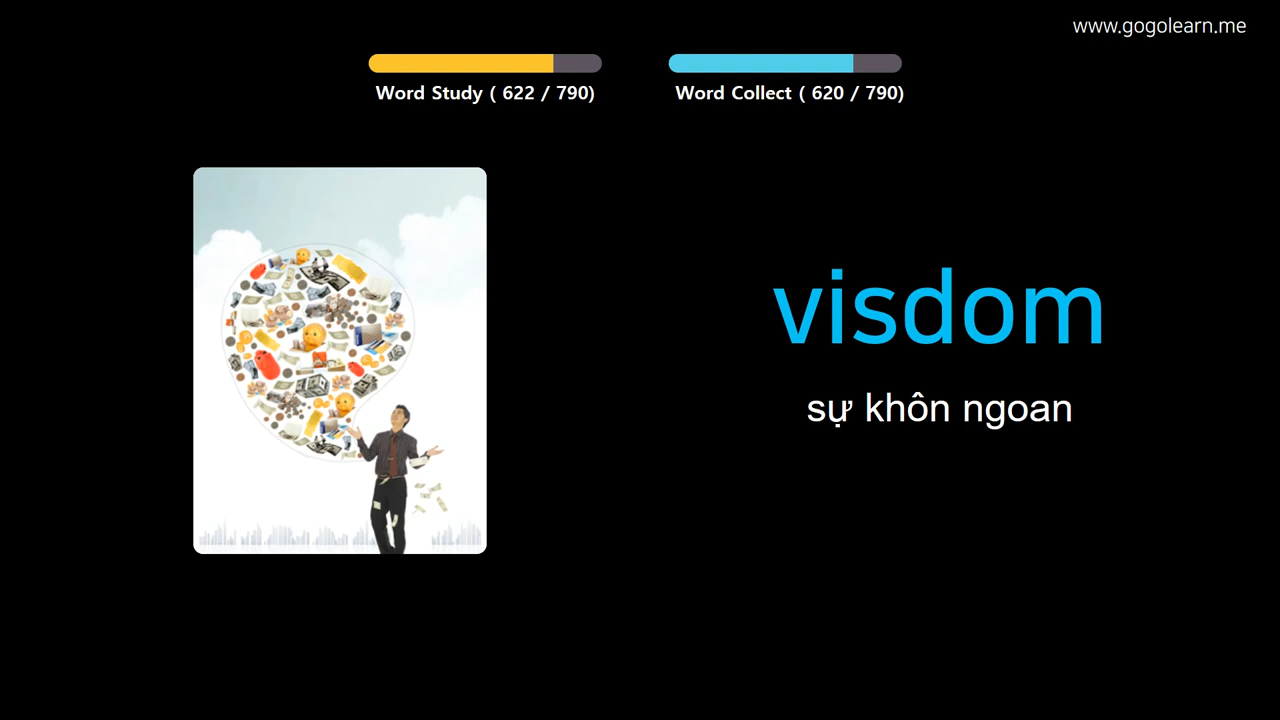 www.gogolearn.me
Word Study ( 622 / 790)
Word Collect ( 620 / 790)
visdom
sự khôn ngoan